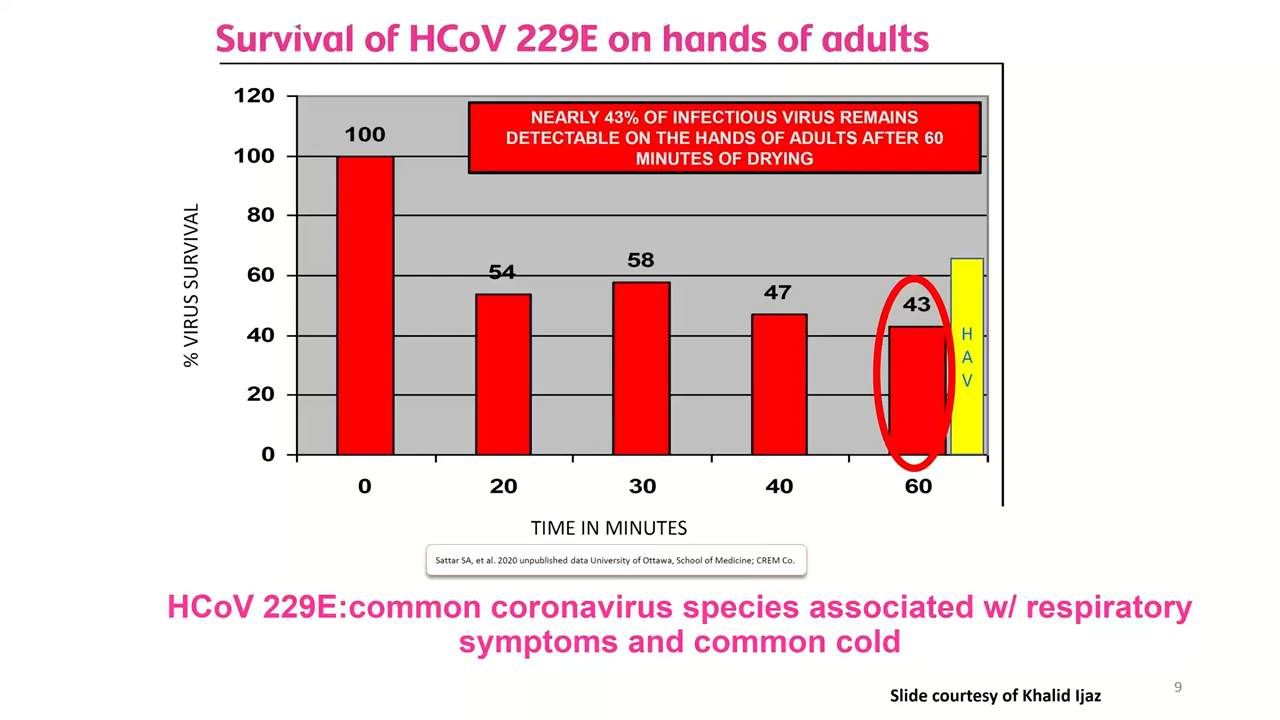 Survival of HCoV 229E on hands of adults
NEARLY 43% OF INFECTIOUS VIRUS REMAINS
DETECTABLE ON THE HANDS OF ADULTS AFTER 60
MINUTES OF DRYING
% VIRUS SURVIVAL
120
100
80
60
40
20
0
100
54
58
47
43
H
A
V
0
20
30
40
60
TIME IN MINUTES
Sattar SA, et al. 2020 unpublished data University of Ottawa, School of Medicine; CREM Co.
HCoV 229E:common coronavirus species associated w/ respiratory
symptoms and common cold
Slide courtesy of Khalid Ijaz
9